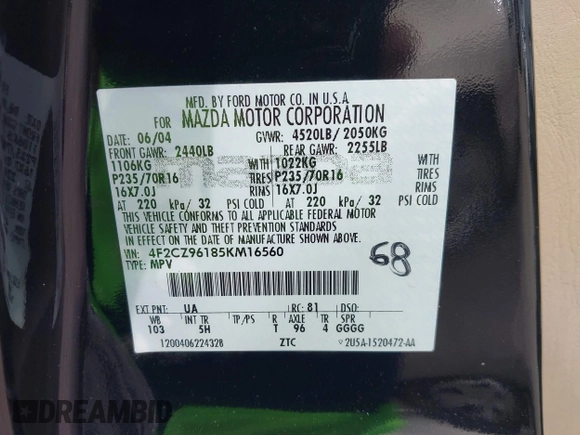 MFD. BY FORD MOTOR CO. IN U.S.A.
FOR MAZDA MOTOR CORPORATION
DATE: 06/04 GVWR: 4520LB/ 2050KG
FRONT GAWR: 2440LB REAR GAWR: 2255LB
1106KG WITH 1022KG WITH
P235/70R16 TIRES P235/70R16 TIRES
16X7.0J RIMS 16X7.0J RIMS
AT 220 kPa/ 32 PSI COLD AT 220 kPa/ 32 PSI COLD
THIS VEHICLE CONFORMS TO ALL APPLICABLE FEDERAL MOTOR
VEHICLE SAFETY AND THEFT PREVENTION STANDARDS
IN EFFECT ON THE DATE OF MANUFACTURE SHOWN ABOVE.
VIN: 4F2CZ96185KM16560
TYPE: MPV
68
EXT PNT: UA RC: 81 DSO:
WB INT TR TP/PS R AXLE TR SPR
103 5H T 96 4 GGGG
1200406224328 ZTC 2U5A-1520472-AA
DREAMBID